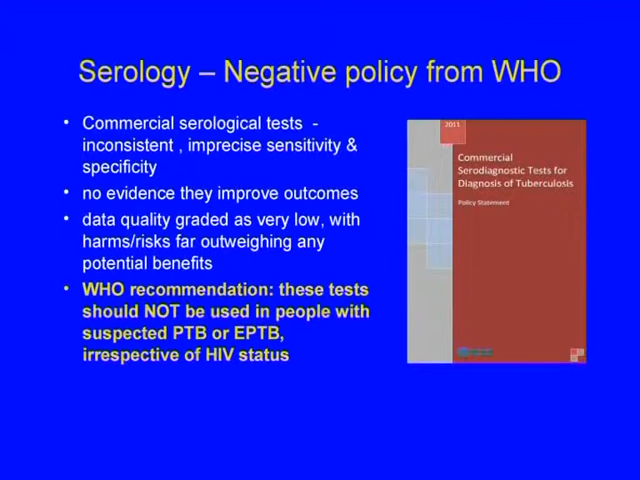 Serology – Negative policy from WHO
• Commercial serological tests -
inconsistent , imprecise sensitivity &
specificity
• no evidence they improve outcomes
• data quality graded as very low, with
harms/risks far outweighing any
potential benefits
• WHO recommendation: these tests
should NOT be used in people with
suspected PTB or EPTB,
irrespective of HIV status
2011
Commercial
Serodiagnostic Tests for
Diagnosis of Tuberculosis
Policy Statement